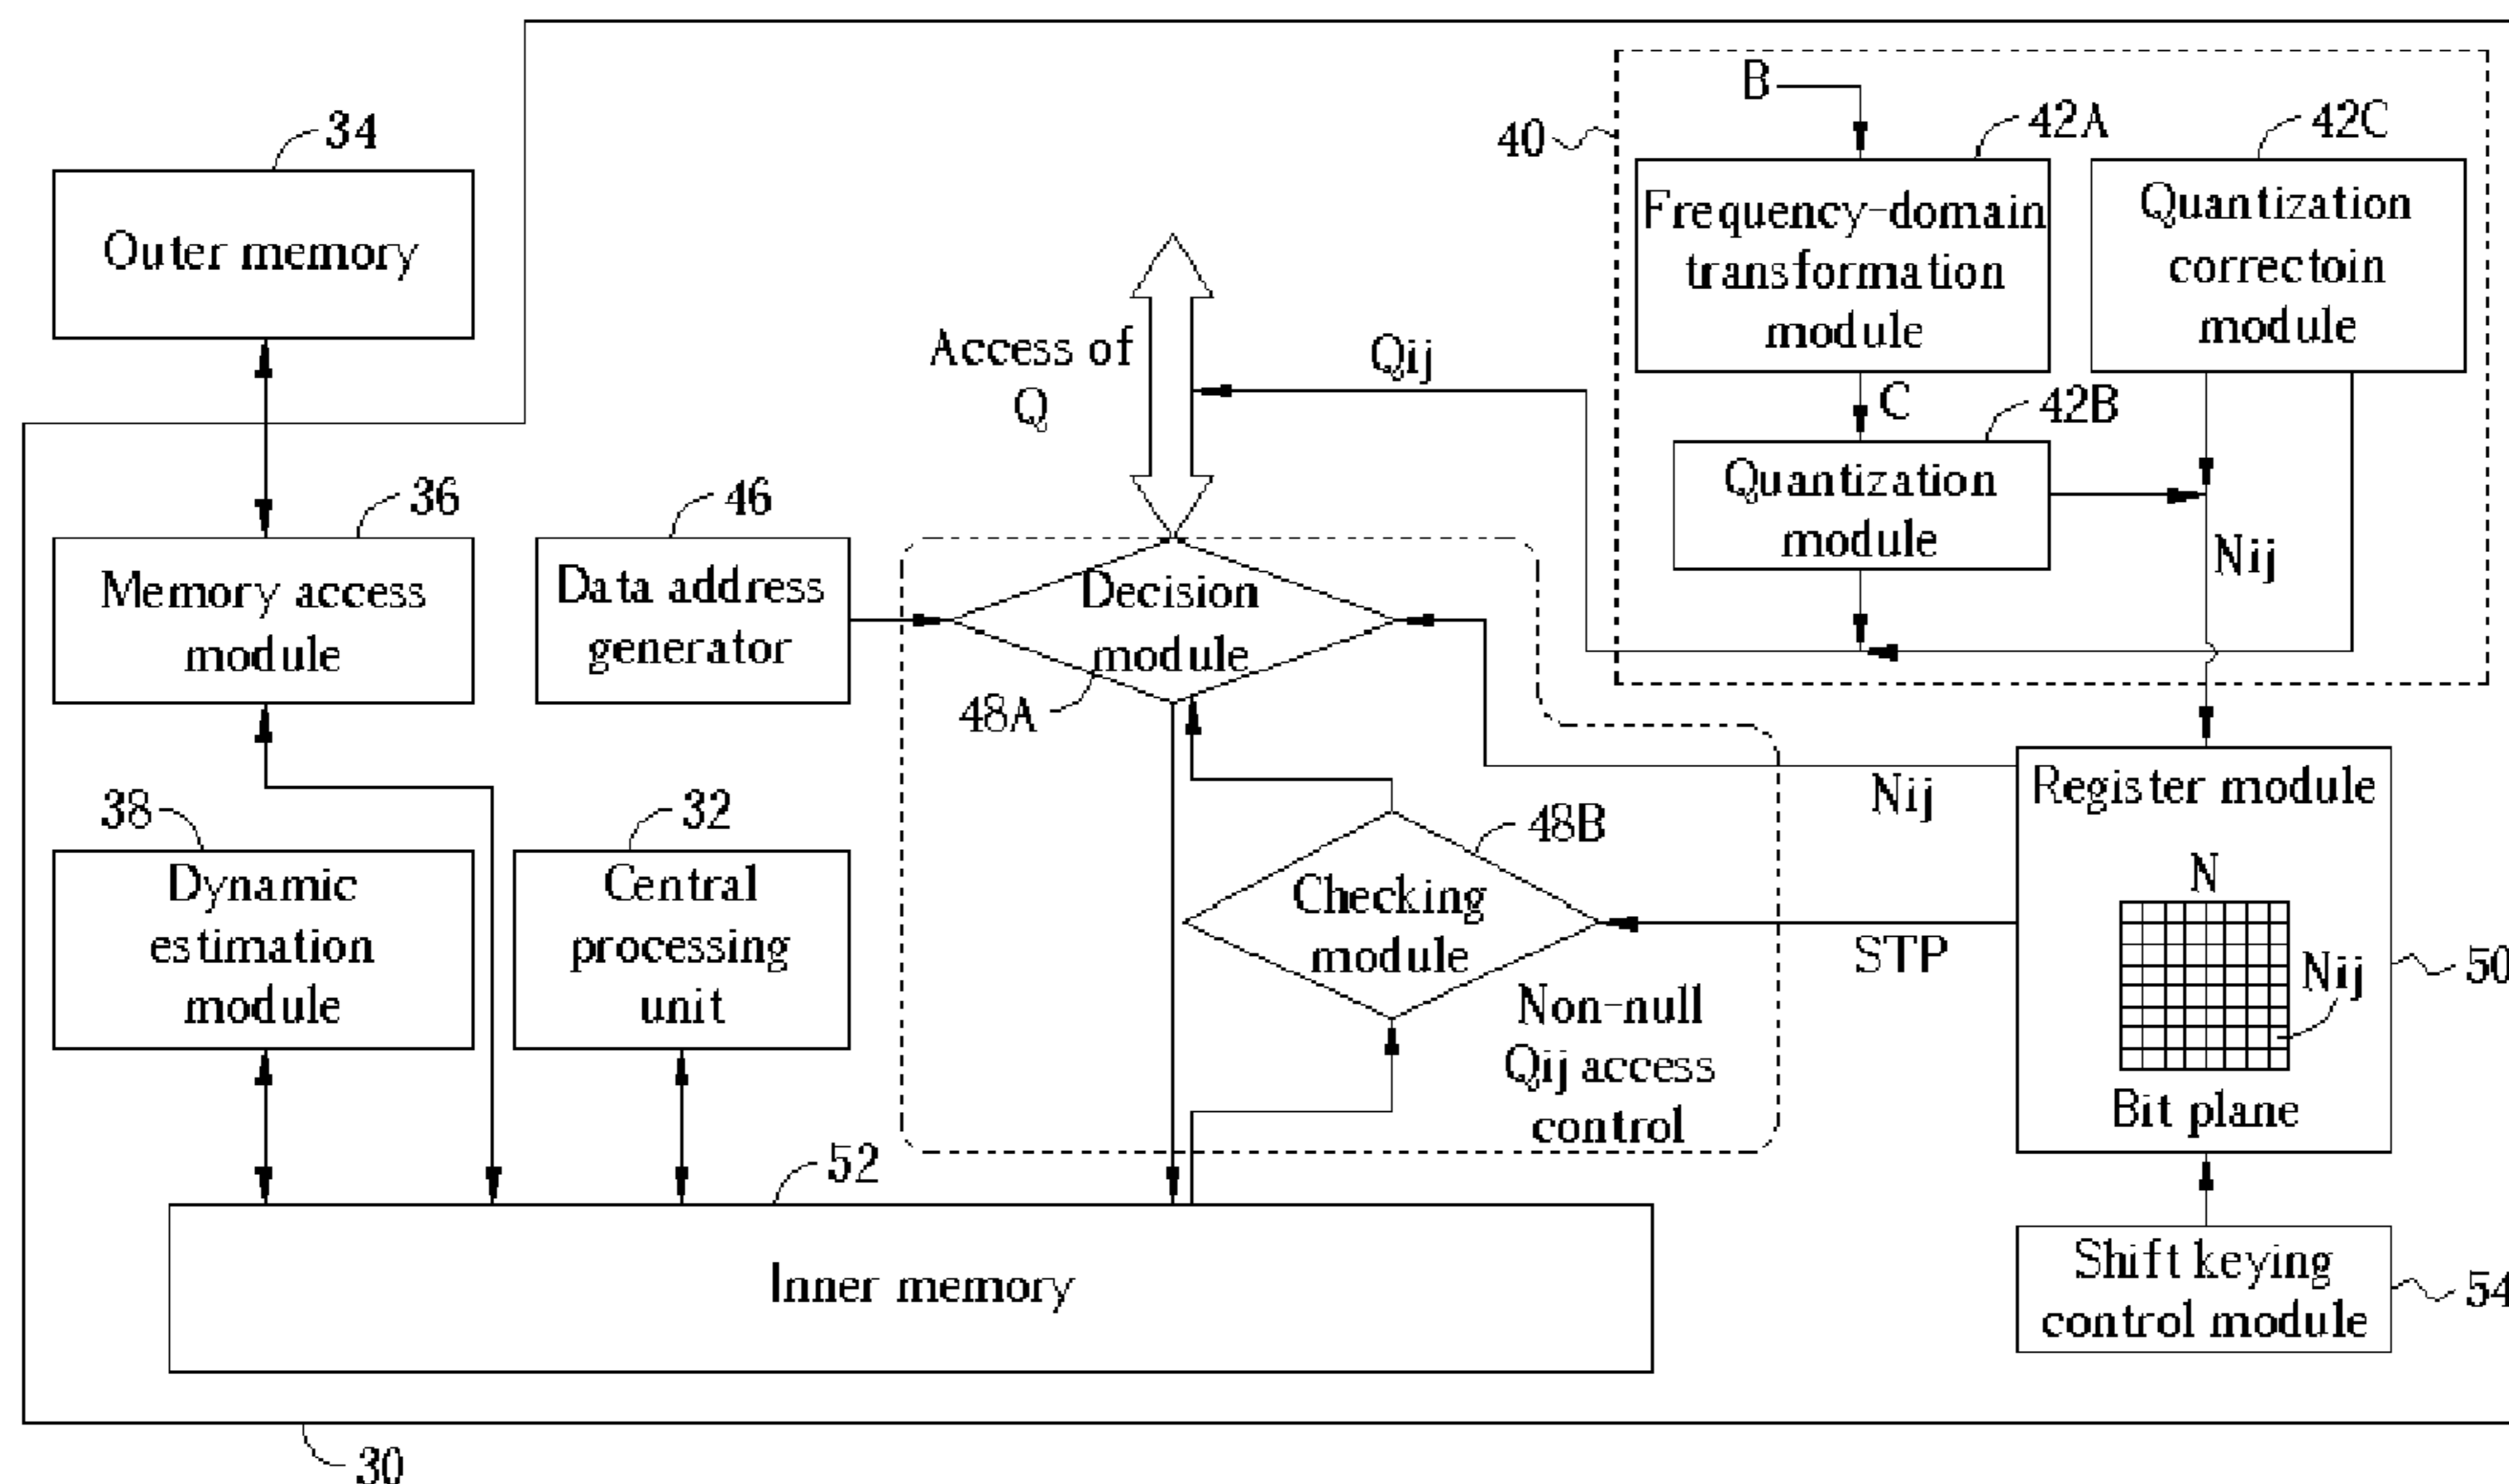 34
Outer memory
B
40
42A
Frequency-domain
transformation
module
42C
Quantization
correctoin
module
Access of
Q
Qij
C
42B
Quantization
module
Nij
36
Memory access
module
46
Data address
generator
Decision
module
48A
38
Dynamic
estimation
module
32
Central
processing
unit
48B
Checking
module
Non-null
Qij access
control
Nij
STP
Register module
N
Nij
Bit plane
50
52
Inner memory
Shift keying
control module
54
30